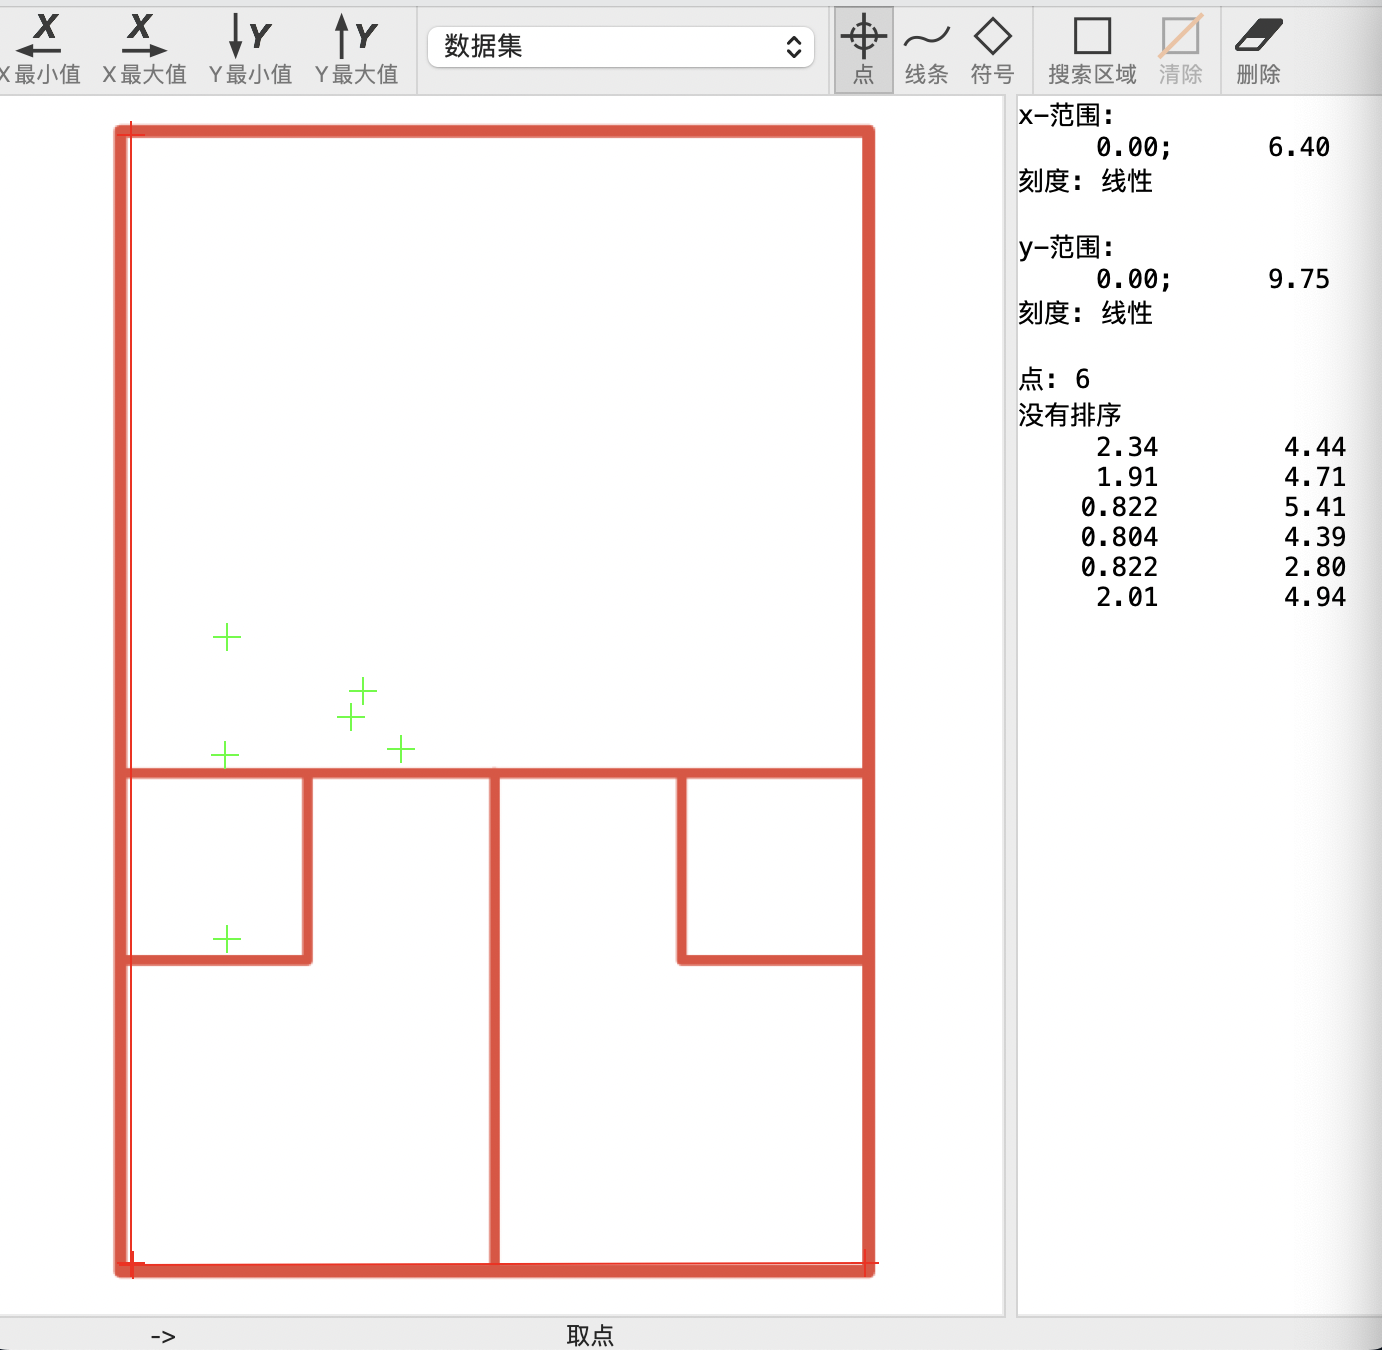 X Y
X X Y Y
X最小值 X最大值 Y最小值 Y最大值 数据集 点 线条 符号 搜索区域 清除 删除
x-范围:
0.00; 6.40
刻度: 线性
y-范围:
0.00; 9.75
刻度: 线性
点: 6
没有排序
2.34 4.44
1.91 4.71
0.822 5.41
0.804 4.39
0.822 2.80
2.01 4.94
-> 取点